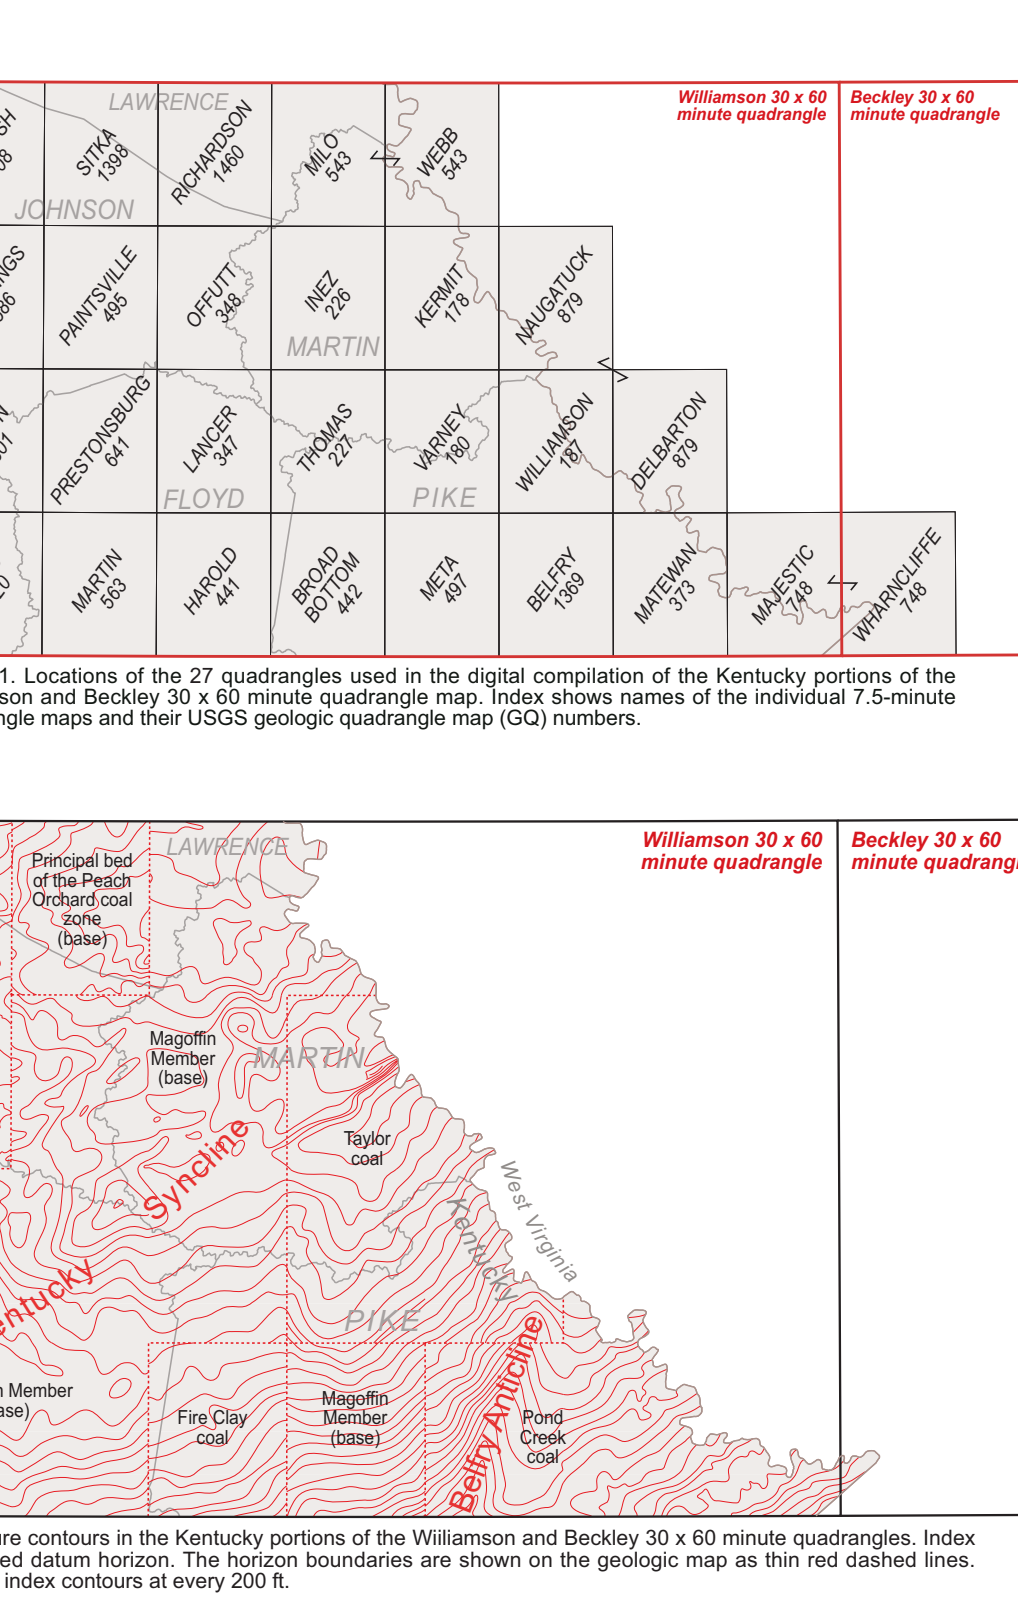 LAWRENCE
Williamson 30 x 60
minute quadrangle
Beckley 30 x 60
minute quadrangle
SITKA
1398
RICHARDSON
1460
MILO
543
WEBB
543
JOHNSON
PAINTSVILLE
495
OFFUTT
348
INEZ
226
KERMIT
178
NAUGATUCK
879
MARTIN
PRESTONSBURG
641
LANCER
347
THOMAS
227
VARNEY
180
WILLIAMSON
187
DELBARTON
879
FLOYD
PIKE
MARTIN
563
HAROLD
441
BROAD
BOTTOM
442
META
497
BELFRY
1369
MATEWAN
373
MAJESTIC
748
WHARNCLIFFE
748
1. Locations of the 27 quadrangles used in the digital compilation of the Kentucky portions of the
son and Beckley 30 x 60 minute quadrangle map. Index shows names of the individual 7.5-minute
ngle maps and their USGS geologic quadrangle map (GQ) numbers.
LAWRENCE
Williamson 30 x 60
minute quadrangle
Beckley 30 x 60
minute quadrangl
Principal bed
of the Peach
Orchard coal
zone
(base)
Magoffin
Member
(base)
MARTIN
Taylor
coal
Syncline
West Virginia
Kentucky
entucky
PIKE
Belfry Anticline
n Member
ase)
Fire Clay
coal
Magoffin
Member
(base)
Pond
Creek
coal
ure contours in the Kentucky portions of the Wiiliamson and Beckley 30 x 60 minute quadrangles. Index
ed datum horizon. The horizon boundaries are shown on the geologic map as thin red dashed lines.
index contours at every 200 ft.